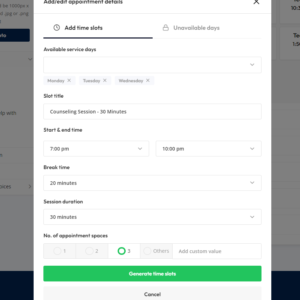 Add/edit appointment details
Add time slots
Unavailable days
Available service days
Monday ×
Tuesday ×
Wednesday ×
Slot title
Counseling Session - 30 Minutes
Start & end time
7:00 pm
10:00 pm
Break time
20 minutes
Session duration
30 minutes
No. of appointment spaces
1
2
3
Others
Add custom value
Generate time slots
Cancel